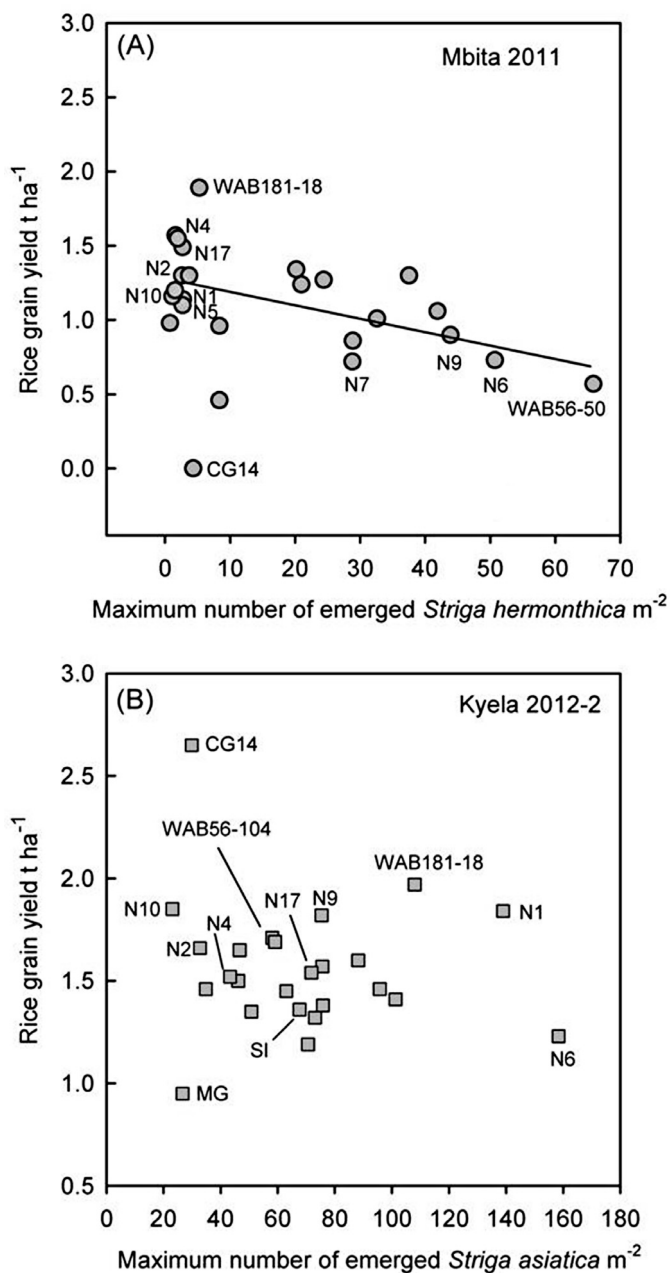 (A)
Mbita 2011
3.0
2.5
2.0
1.5
1.0
0.5
0.0
Rice grain yield t ha-1
WAB181-18
N4
N17
N2
N10
N1
N5
CG14
N7
N9
N6
WAB56-50
0 10 20 30 40 50 60 70
Maximum number of emerged Striga hermonthica m-2
(B)
Kyela 2012-2
3.0
2.5
2.0
1.5
1.0
0.5
Rice grain yield t ha-1
CG14
WAB56-104
WAB181-18
N10
N17
N9
N1
N4
N2
SI
N6
MG
0 20 40 60 80 100 120 140 160 180
Maximum number of emerged Striga asiatica m-2